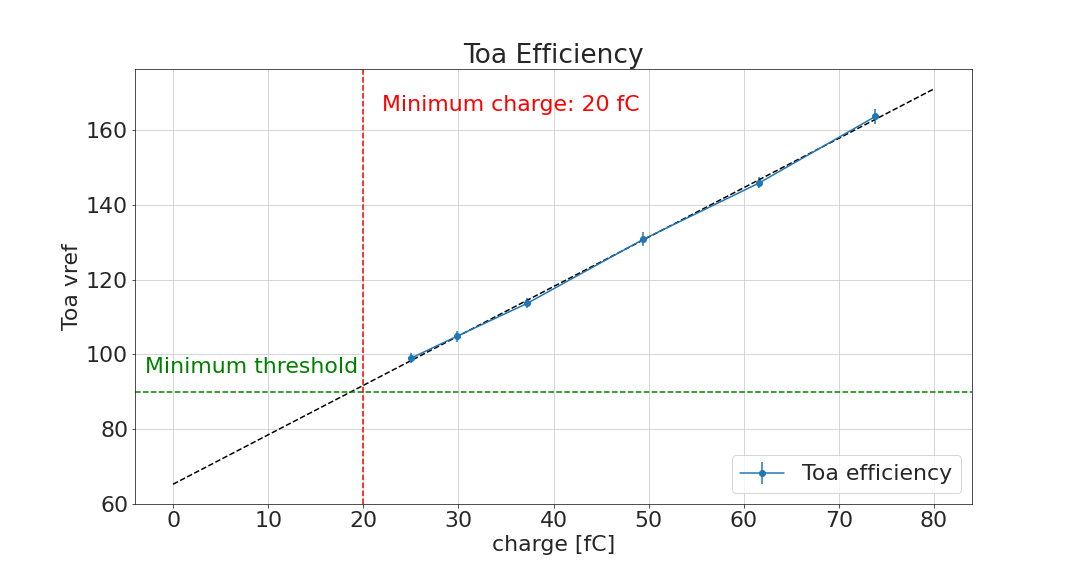 Toa Efficiency
Minimum charge: 20 fC
160
140
120
100
80
60
Toa vref
Minimum threshold
Toa efficiency
0 10 20 30 40 50 60 70 80
charge [fC]